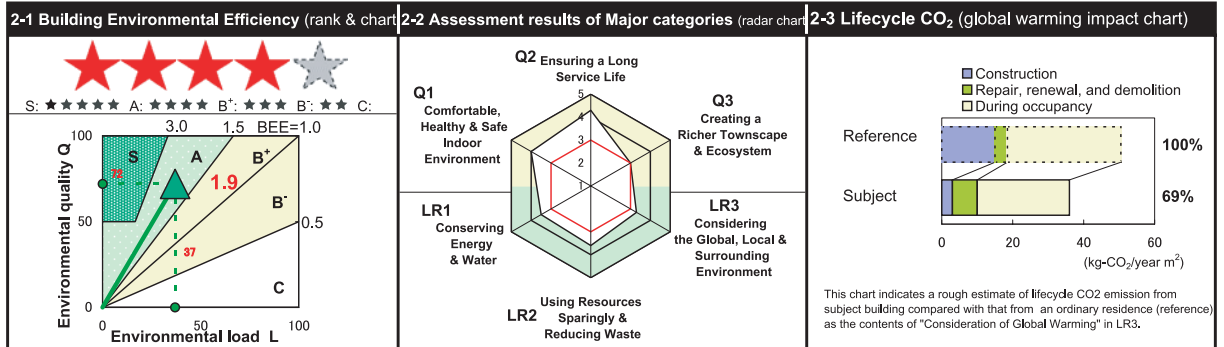 2-1 Building Environmental Efficiency (rank & chart
S: ★★★★★ A: ★★★★ B+: ★★★ B-: ★★ C:
3.0 1.5 BEE=1.0
Environmental quality Q
100
50
0
S
A
B+
B-
C
72
1.9
37
0.5
0 50 100
Environmental load L
2-2 Assessment results of Major categories (radar chart
Q2 Ensuring a Long
Service Life
Q1
Comfortable,
Healthy & Safe
Indoor
Environment
Q3
Creating a
Richer Townscape
& Ecosystem
5
4
3
2
1
LR1
Conserving
Energy
& Water
LR3
Considering
the Global, Local &
Surrounding
Environment
LR2
Using Resources
Sparingly &
Reducing Waste
2-3 Lifecycle CO₂ (global warming impact chart)
Construction
Repair, renewal, and demolition
During occupancy
Reference 100%
Subject 69%
0 20 40 60
(kg-CO₂/year m²)
This chart indicates a rough estimate of lifecycle CO2 emission from
subject building compared with that from an ordinary residence (reference)
as the contents of "Consideration of Global Warming" in LR3.